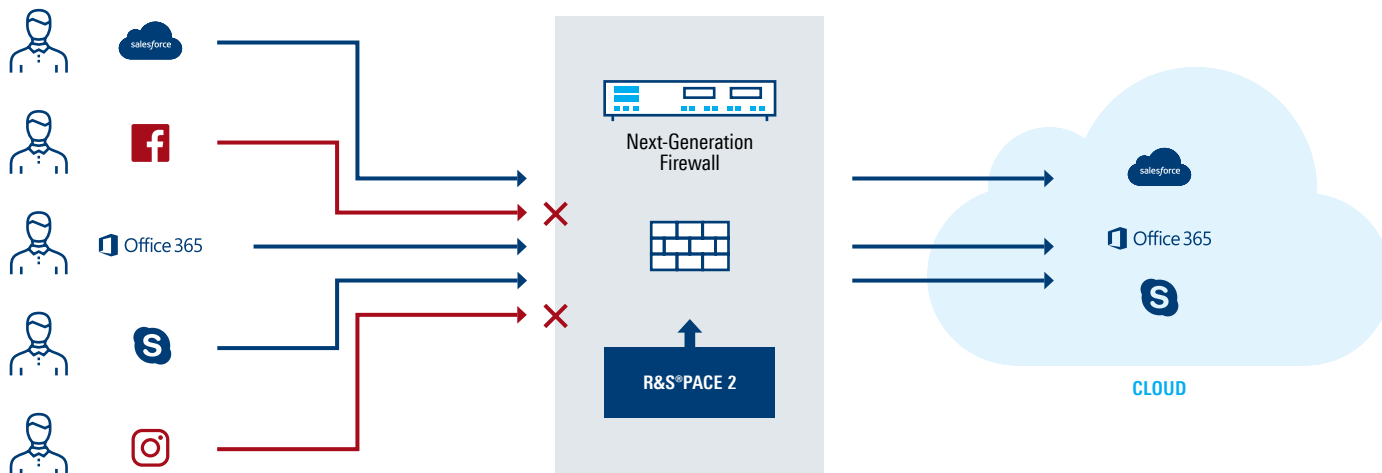 salesforce
Next-Generation
Firewall
salesforce
f
Office 365
Office 365
S
S
R&S®PACE 2
CLOUD